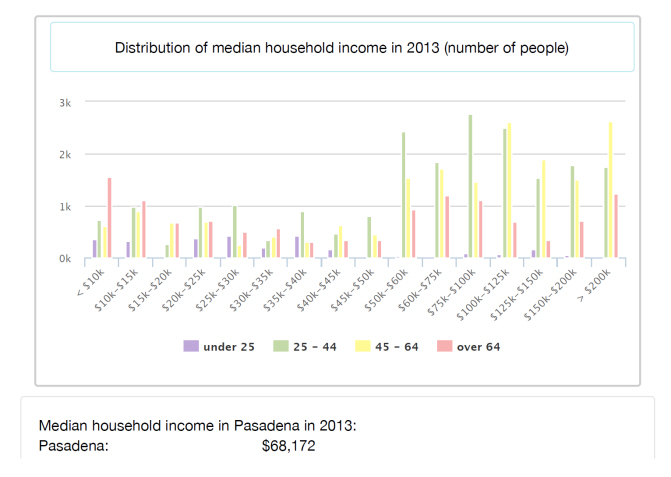 Distribution of median household income in 2013 (number of people)
3k
2k
1k
0k
< $10k
$10k-$15k
$15k-$20k
$20k-$25k
$25k-$30k
$30k-$35k
$35k-$40k
$40k-$45k
$45k-$50k
$50k-$60k
$60k-$75k
$75k-$100k
$100k-$125k
$125k-$150k
$150k-$200k
> $200k
under 25 25 - 44 45 - 64 over 64
Median household income in Pasadena in 2013:
Pasadena: $68,172